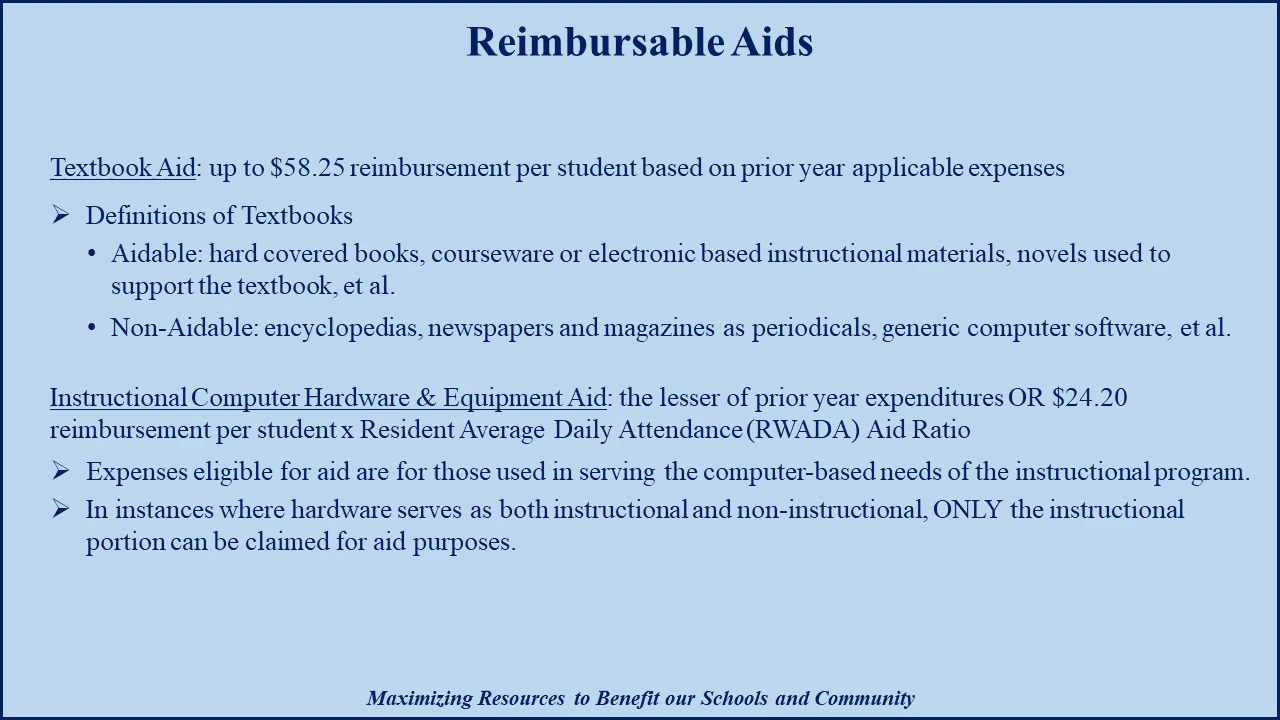 Reimbursable Aids
Textbook Aid: up to $58.25 reimbursement per student based on prior year applicable expenses
➢ Definitions of Textbooks
• Aidable: hard covered books, courseware or electronic based instructional materials, novels used to
support the textbook, et al.
• Non-Aidable: encyclopedias, newspapers and magazines as periodicals, generic computer software, et al.
Instructional Computer Hardware & Equipment Aid: the lesser of prior year expenditures OR $24.20
reimbursement per student x Resident Average Daily Attendance (RWADA) Aid Ratio
➢ Expenses eligible for aid are for those used in serving the computer-based needs of the instructional program.
➢ In instances where hardware serves as both instructional and non-instructional, ONLY the instructional
portion can be claimed for aid purposes.
Maximizing Resources to Benefit our Schools and Community